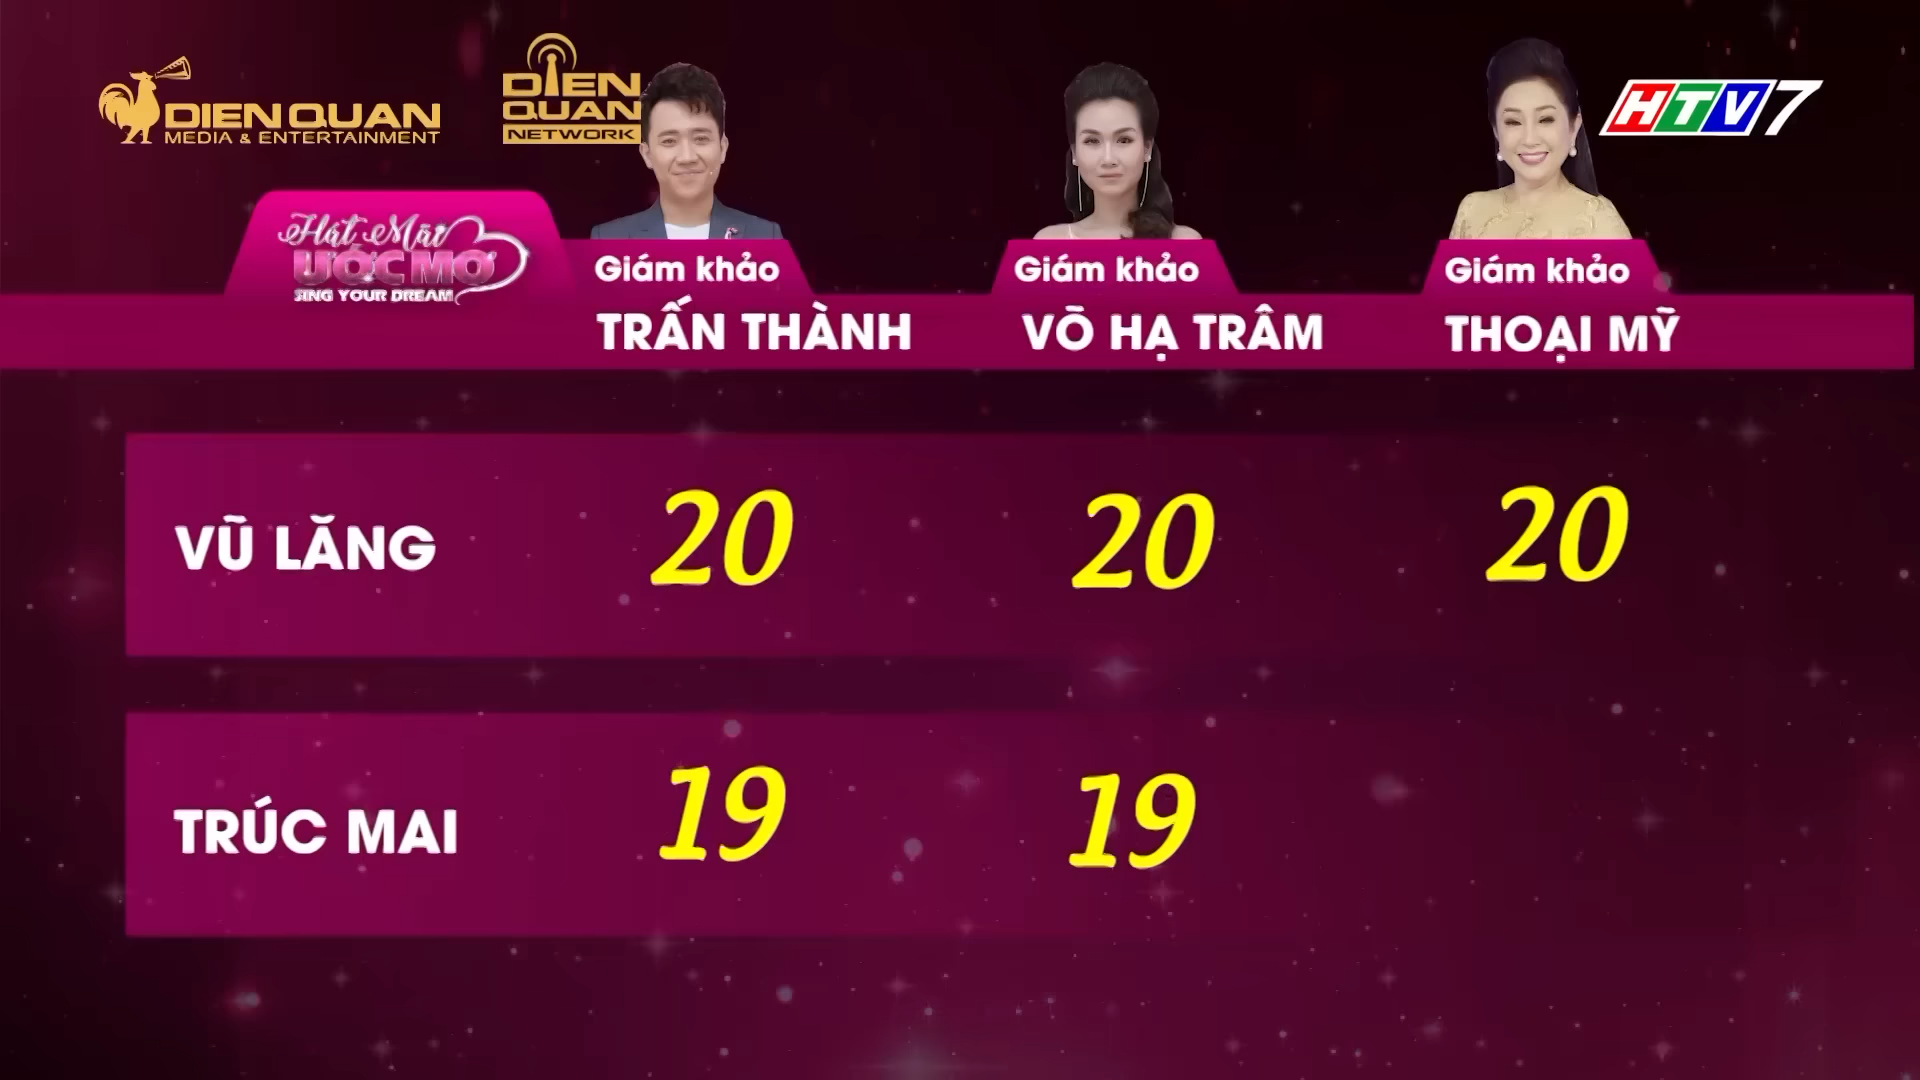 DIEN QUAN
MEDIA & ENTERTAINMENT
DIEN
QUAN
NETWORK
HTV7
Hát Mãi
ƯỚC MƠ
SING YOUR DREAM
Giám khảo
TRẤN THÀNH
Giám khảo
VÕ HẠ TRÂM
Giám khảo
THOẠI MỸ
VŨ LĂNG
20
20
20
TRÚC MAI
19
19